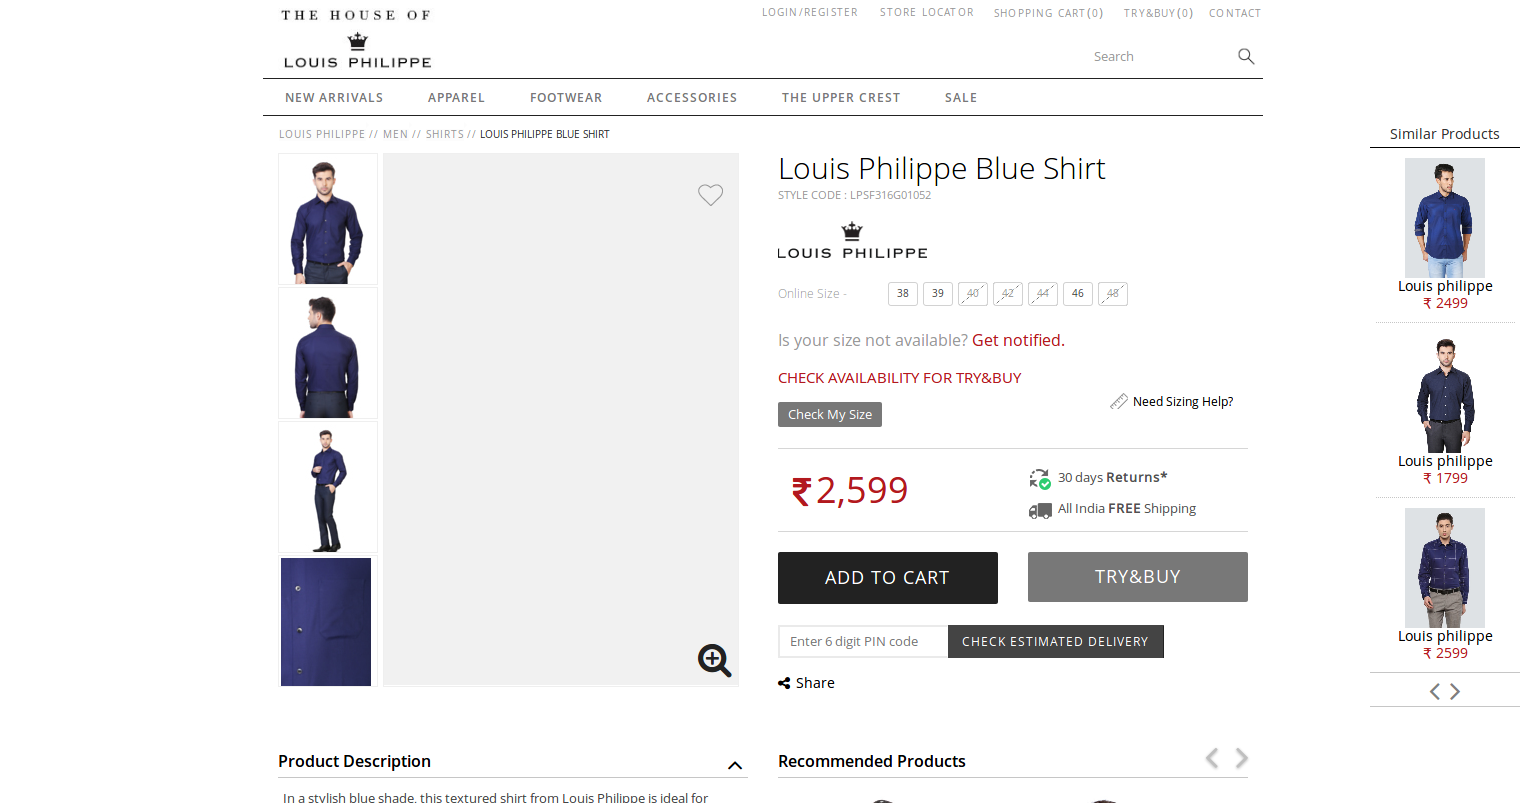 THE HOUSE OF
LOUIS PHILIPPE
LOGIN/REGISTER STORE LOCATOR SHOPPING CART(0) TRY&BUY(0) CONTACT
Search
NEW ARRIVALS APPAREL FOOTWEAR ACCESSORIES THE UPPER CREST SALE
LOUIS PHILIPPE // MEN // SHIRTS // LOUIS PHILIPPE BLUE SHIRT
Louis Philippe Blue Shirt
STYLE CODE : LPSF316G01052
LOUIS PHILIPPE
Online Size - 38 39 40 42 44 46 48
Is your size not available? Get notified.
CHECK AVAILABILITY FOR TRY&BUY
Check My Size
Need Sizing Help?
₹2,599
30 days Returns*
All India FREE Shipping
ADD TO CART TRY&BUY
Enter 6 digit PIN code CHECK ESTIMATED DELIVERY
Share
Similar Products
Louis philippe
₹ 2499
Louis philippe
₹ 1799
Louis philippe
₹ 2599
Product Description
In a stylish blue shade, this textured shirt from Louis Philippe is ideal for
Recommended Products